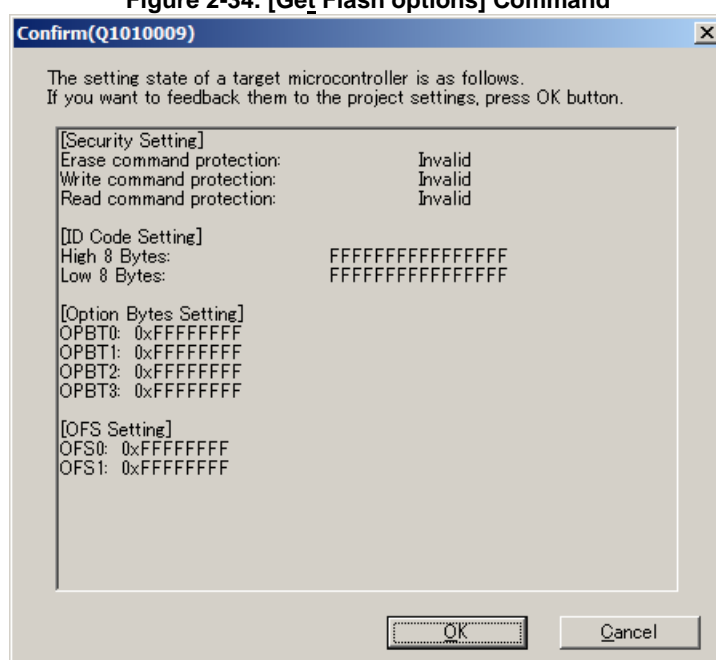 Figure 2-34. [Get Flash options] Command
Confirm(Q1010009)
The setting state of a target microcontroller is as follows.
If you want to feedback them to the project settings, press OK button.
[Security Setting]
Erase command protection: Invalid
Write command protection: Invalid
Read command protection: Invalid
[ID Code Setting]
High 8 Bytes: FFFFFFFFFFFFFFFF
Low 8 Bytes: FFFFFFFFFFFFFFFF
[Option Bytes Setting]
OPBT0: 0xFFFFFFFF
OPBT1: 0xFFFFFFFF
OPBT2: 0xFFFFFFFF
OPBT3: 0xFFFFFFFF
[OFS Setting]
OFS0: 0xFFFFFFFF
OFS1: 0xFFFFFFFF
OK Cancel